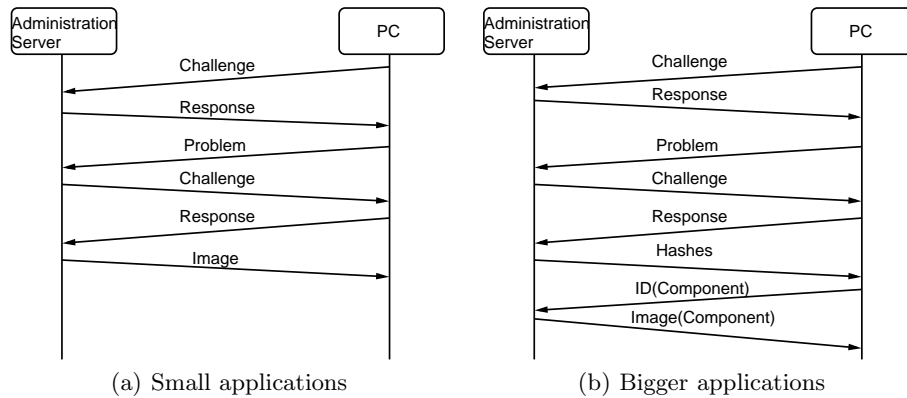 Administration
Server
PC
Challenge
Response
Problem
Challenge
Response
Image
(a) Small applications
Administration
Server
PC
Challenge
Response
Problem
Challenge
Response
Hashes
ID(Component)
Image(Component)
(b) Bigger applications